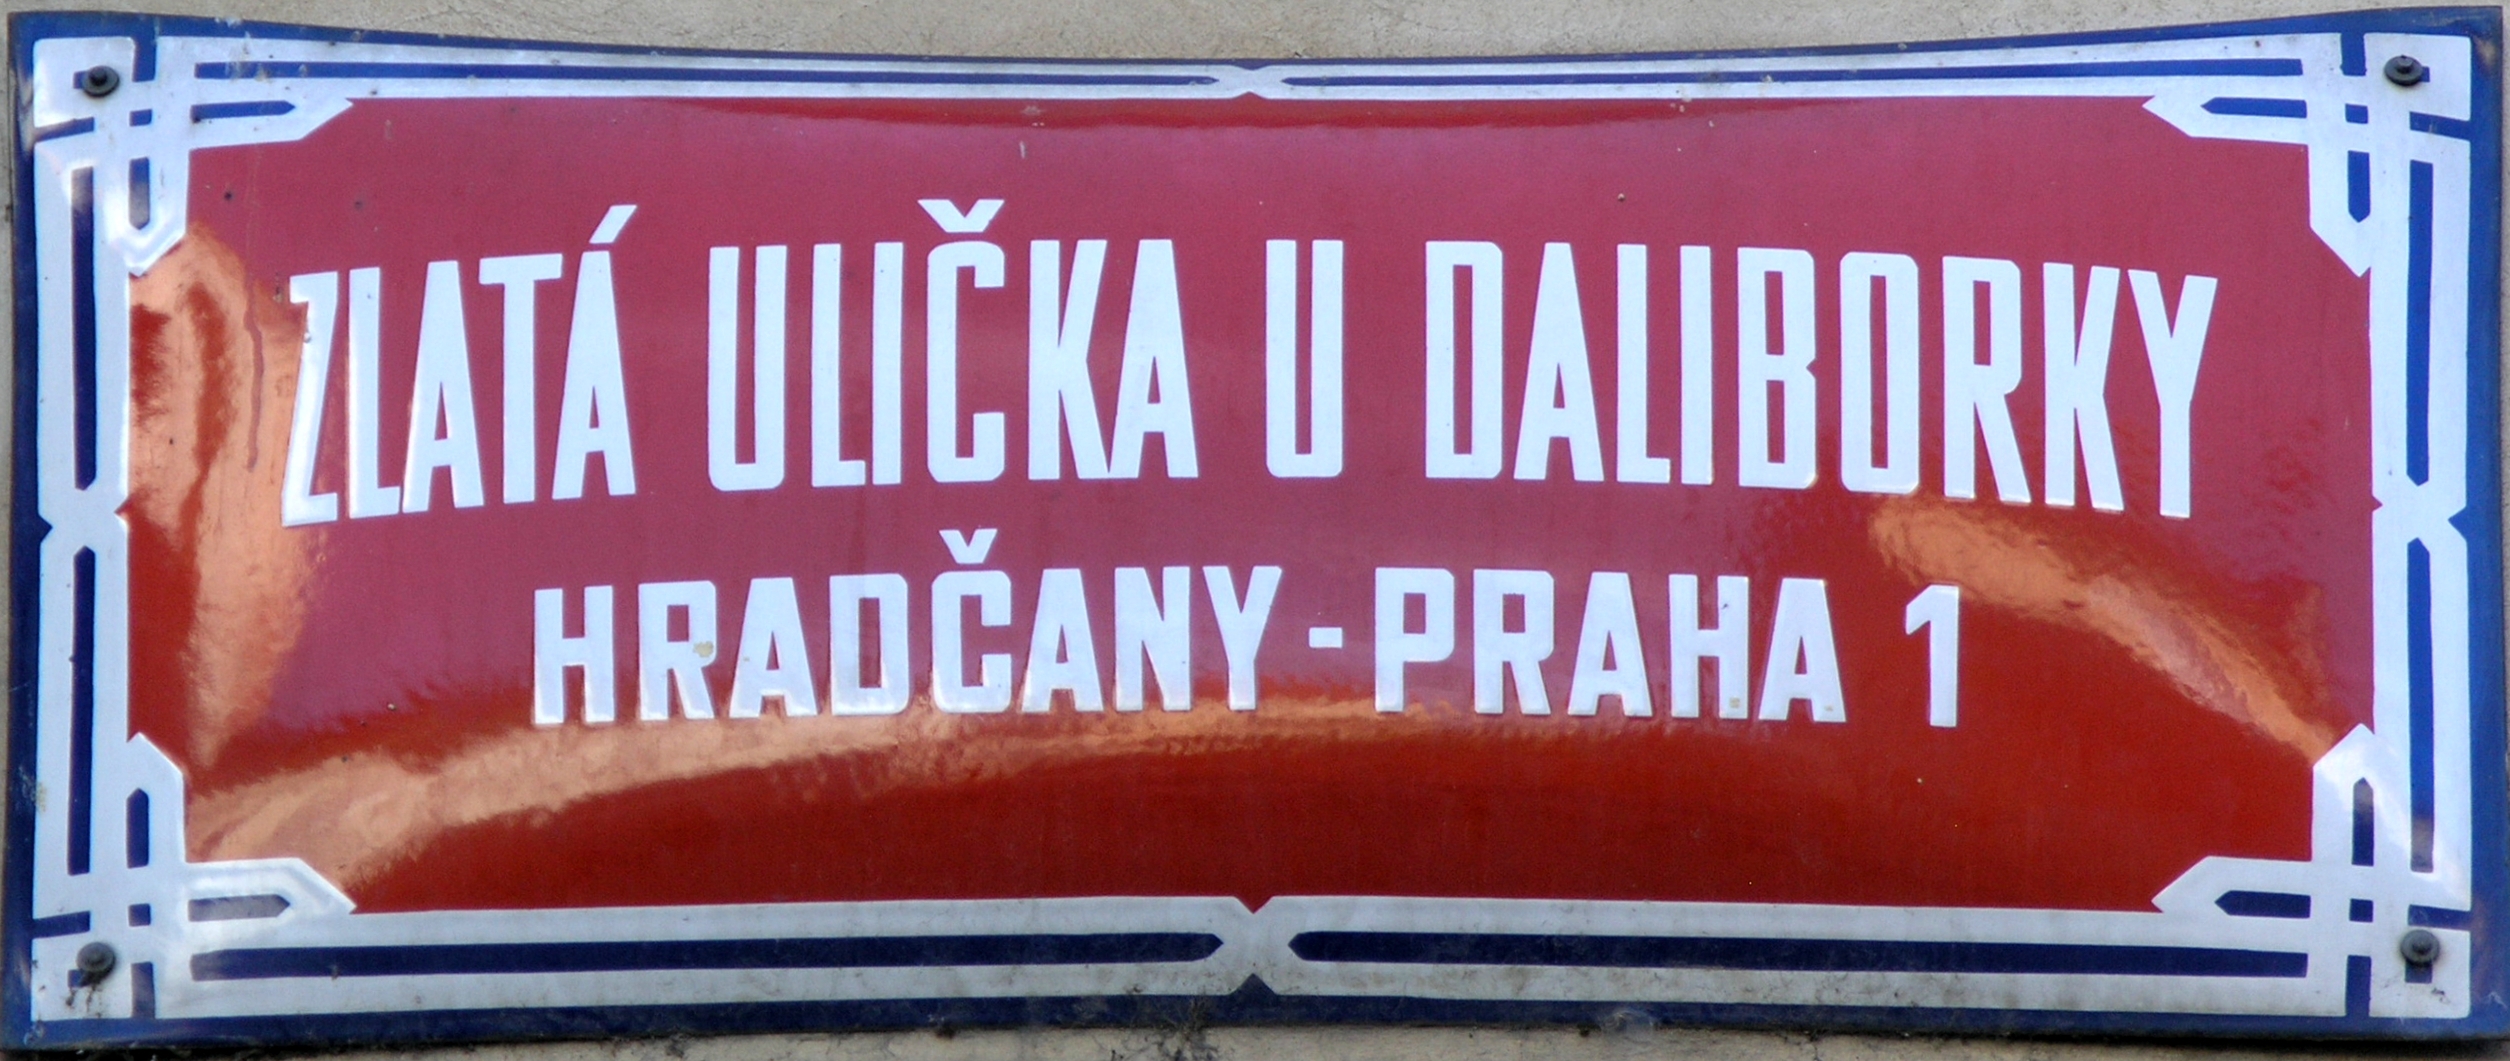 ZLATÁ ULIČKA U DALIBORKY
HRADČANY - PRAHA 1